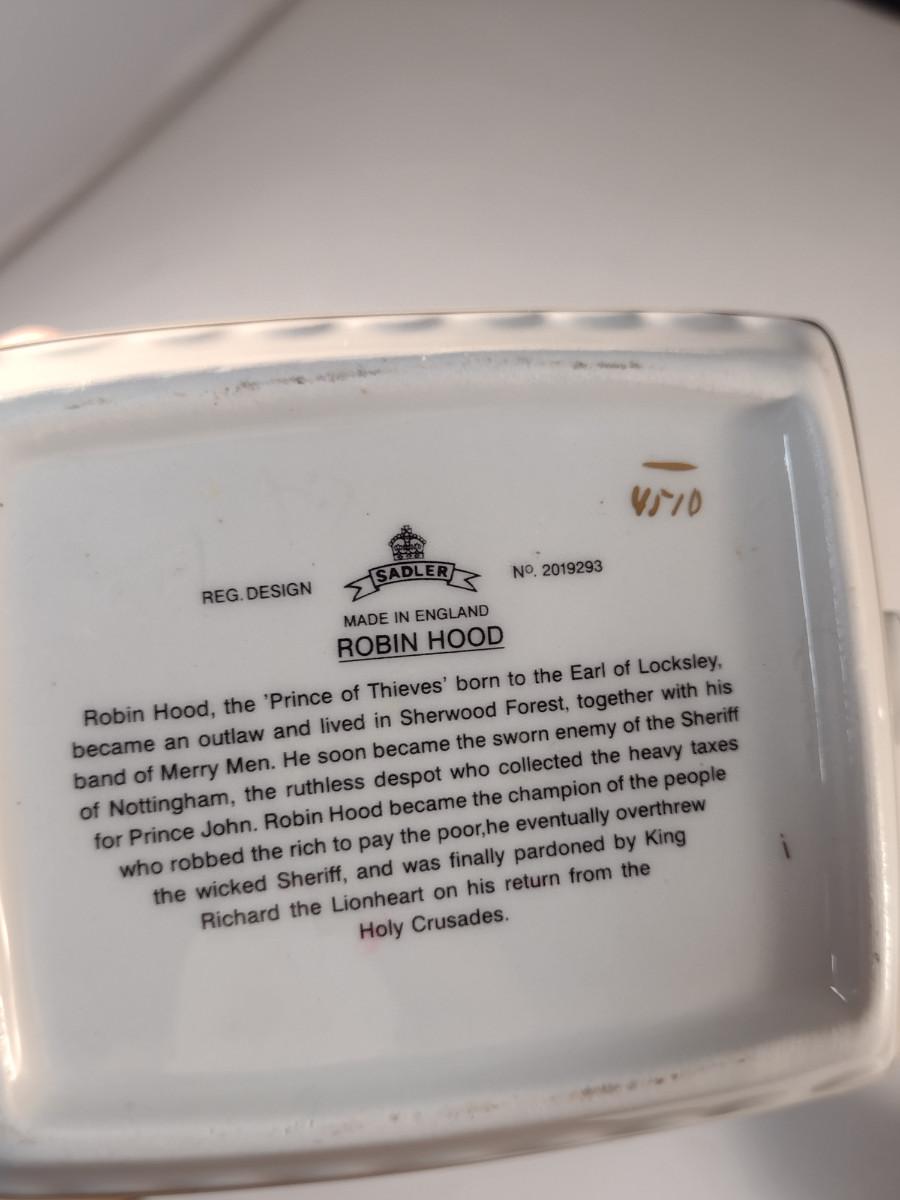 4510
REG. DESIGN SADLER Nº. 2019293
MADE IN ENGLAND
ROBIN HOOD
Robin Hood, the 'Prince of Thieves' born to the Earl of Locksley,
became an outlaw and lived in Sherwood Forest, together with his
band of Merry Men. He soon became the sworn enemy of the Sheriff
of Nottingham, the ruthless despot who collected the heavy taxes
for Prince John. Robin Hood became the champion of the people
who robbed the rich to pay the poor,he eventually overthrew
the wicked Sheriff, and was finally pardoned by King
Richard the Lionheart on his return from the
Holy Crusades.